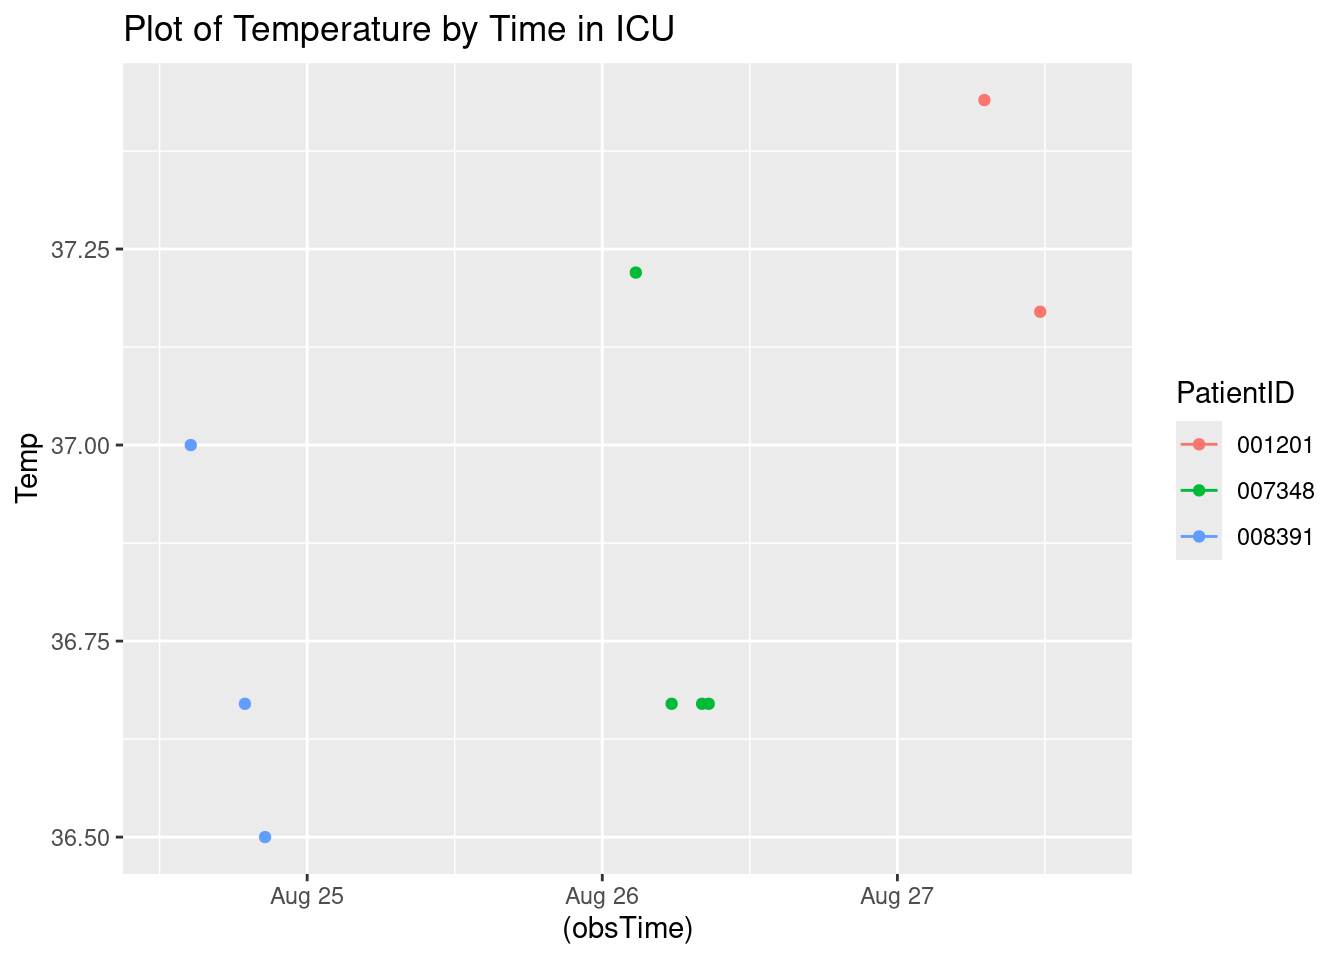 Plot of Temperature by Time in ICU
Temp
37.25
37.00
36.75
36.50
Aug 25 Aug 26 Aug 27
(obsTime)
PatientID
001201
007348
008391